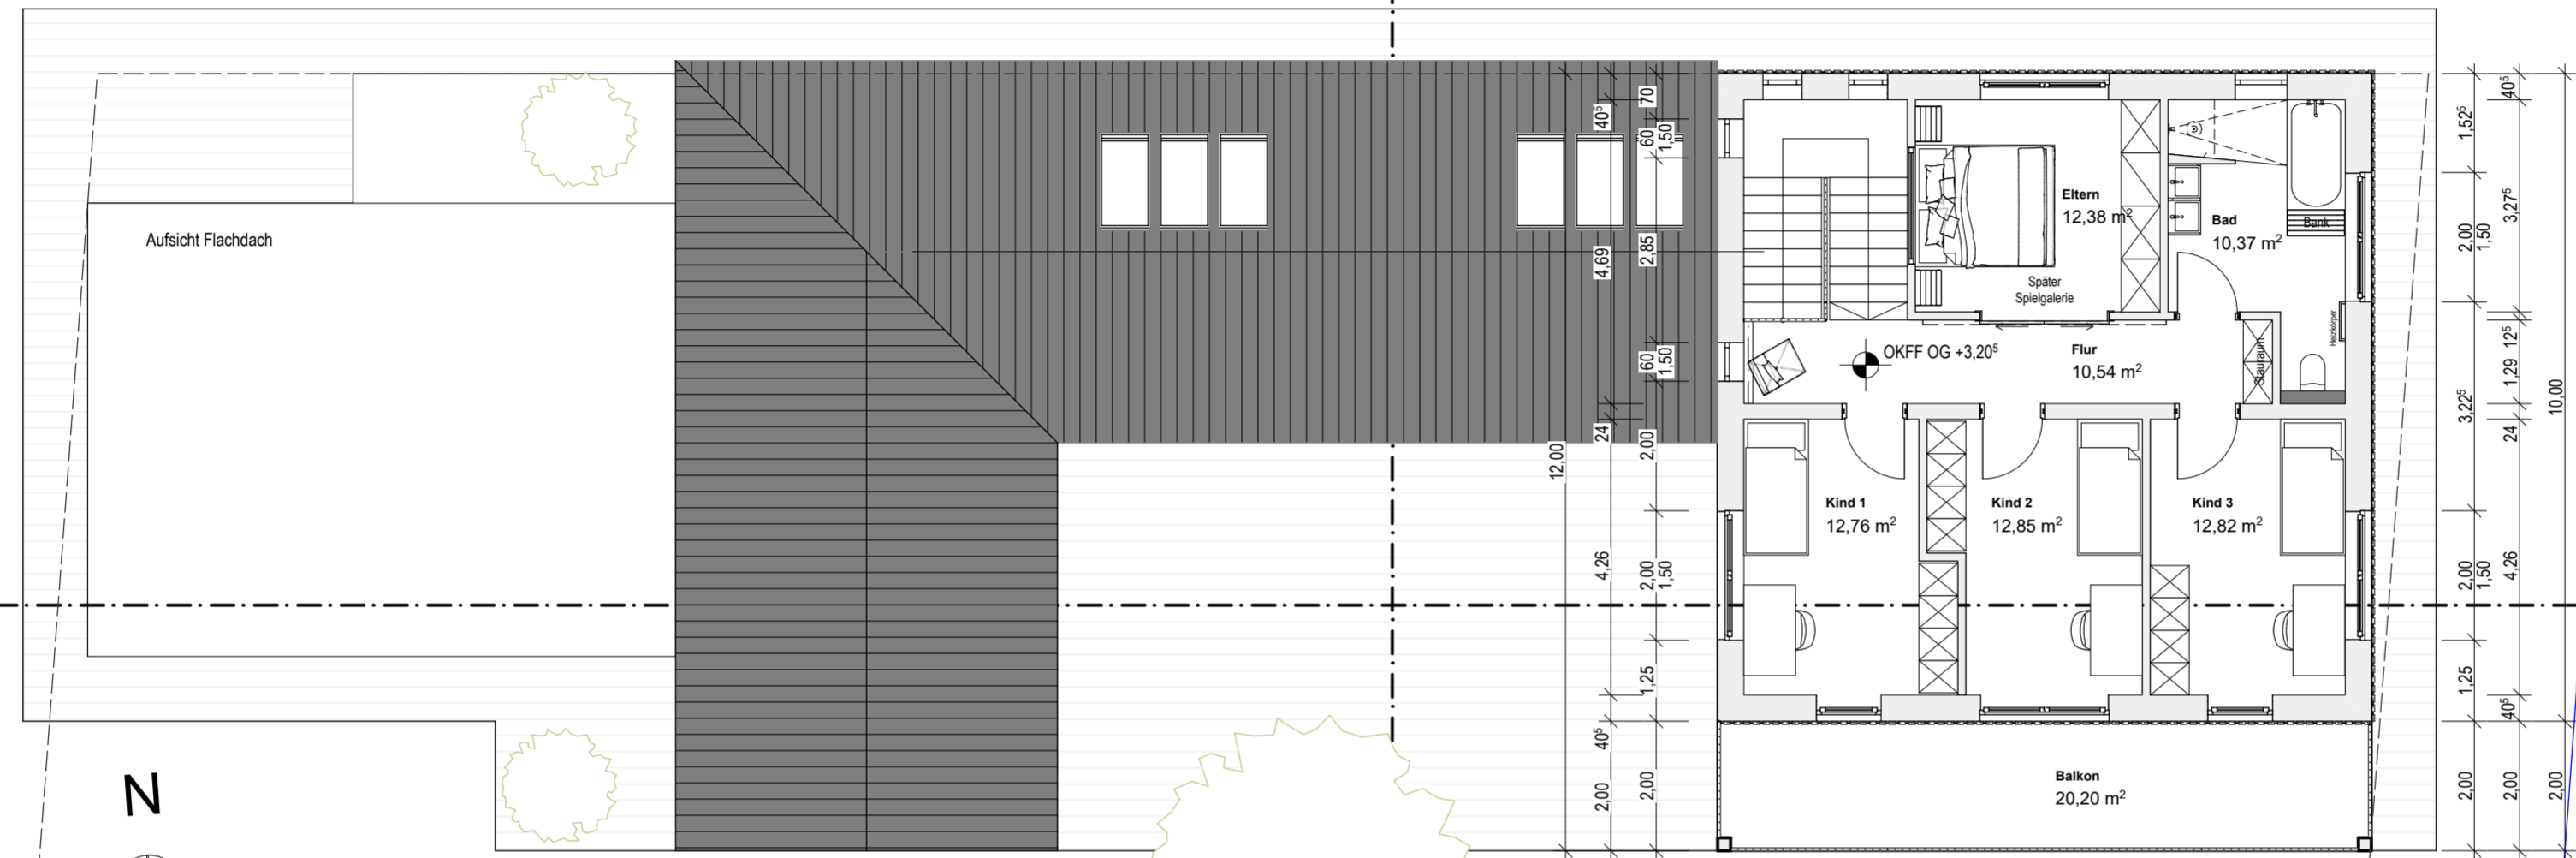 Aufsicht Flachdach
N
12,00
40⁵
4,69
24
4,26
40⁵
2,00
70
60
1,50
2,85
60
1,50
2,00
2,00
1,50
1,25
2,00
Eltern
12,38 m²
Später
Spielgalerie
Bad
10,37 m²
Bank
Heizkörper
Stauraum
OKFF OG +3,20⁵
Flur
10,54 m²
Kind 1
12,76 m²
Kind 2
12,85 m²
Kind 3
12,82 m²
Balkon
20,20 m²
1,52⁵
2,00
1,50
3,22⁵
2,00
1,50
1,25
2,00
40⁵
3,27⁵
12⁵
1,29
24
4,26
40⁵
2,00
10,00
2,00